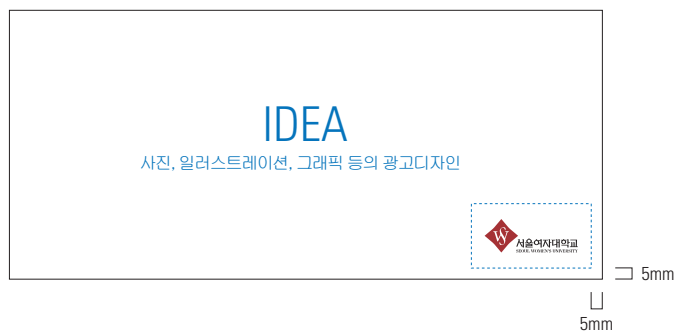 IDEA
사진, 일러스트레이션, 그래픽 등의 광고디자인
서울여자대학교
SEOUL WOMEN'S UNIVERSITY
5mm
5mm